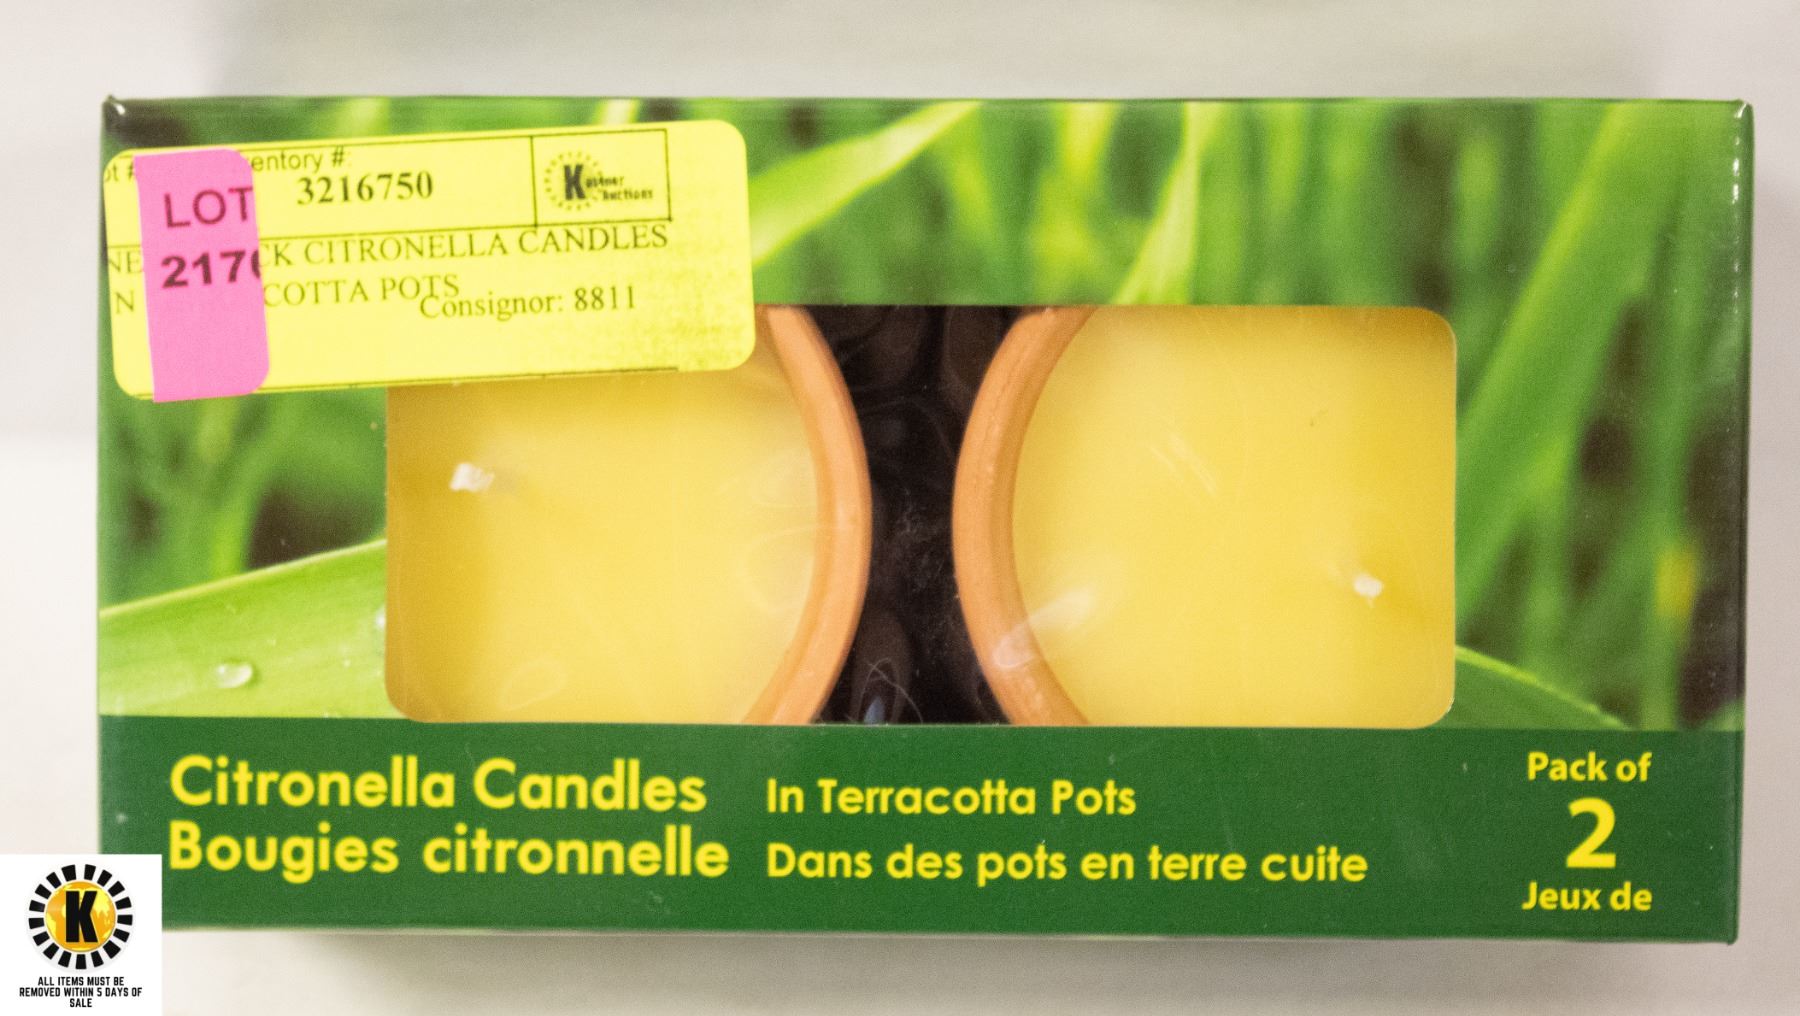 entory #:
3216750
Kastner
Auctions
LOT
CK CITRONELLA CANDLES
COTTA POTS
Consignor: 8811
Citronella Candles
Bougies citronnelle
In Terracotta Pots
Dans des pots en terre cuite
Pack of
2
Jeux de
K
ALL ITEMS MUST BE
REMOVED WITHIN 5 DAYS OF
SALE